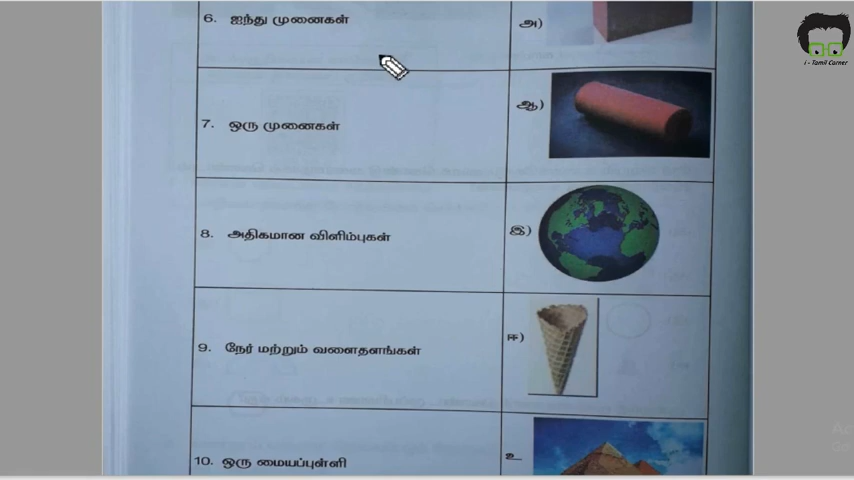 6. ஐந்து முனைகள்
அ)
i - Tamil Corner
7. ஒரு முனைகள்
ஆ)
8. அதிகமான விளிம்புகள்
இ)
9. நேர் மற்றும் வளைதளங்கள்
ஈ)
10. ஒரு மையப்புள்ளி
உ